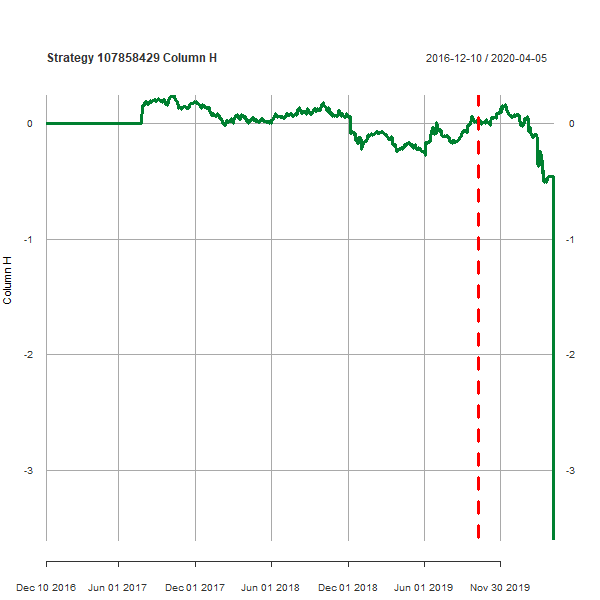 Strategy 107858429 Column H
2016-12-10 / 2020-04-05
0
0
-1
-1
Column H
-2
-2
-3
-3
Dec 10 2016
Jun 01 2017
Dec 01 2017
Jun 01 2018
Dec 01 2018
Jun 01 2019
Nov 30 2019